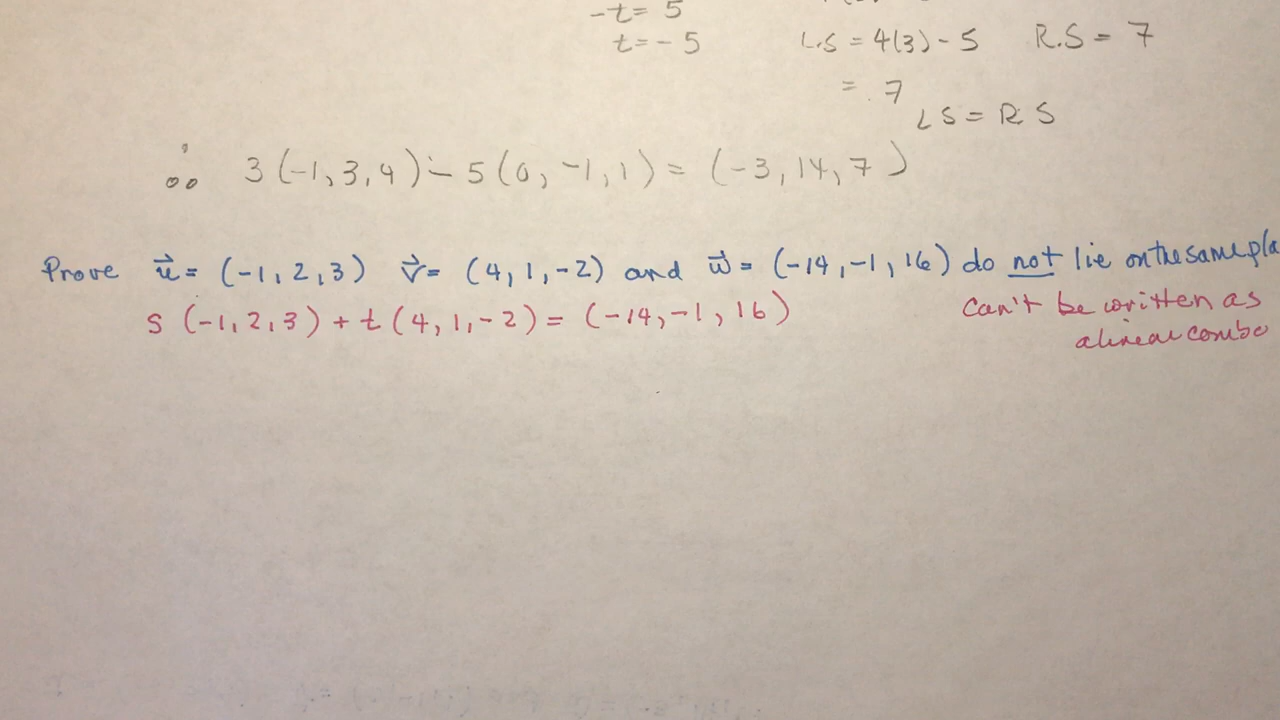 -t= 5
t= - 5
L.S = 4(3) - 5 R.S = 7
= 7
LS = R.S
∴ 3(-1,3,4) - 5(0, -1,1) = (-3,14,7)
Prove u⃗ = (-1,2,3) v⃗ = (4,1,-2) and w⃗ = (-14,-1,16) do not lie on the same pla
s (-1,2,3) + t (4,1,-2) = (-14,-1,16)
Can't be written as
a linear combo